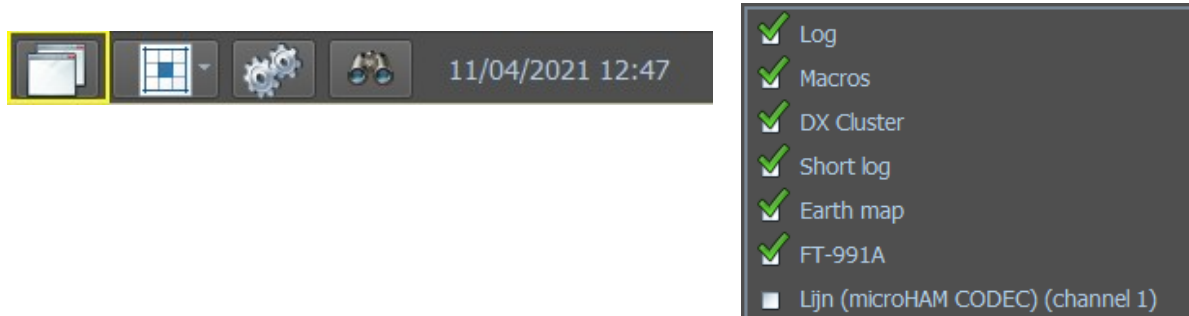 11/04/2021 12:47
Log
Macros
DX Cluster
Short log
Earth map
FT-991A
Lijn (microHAM CODEC) (channel 1)